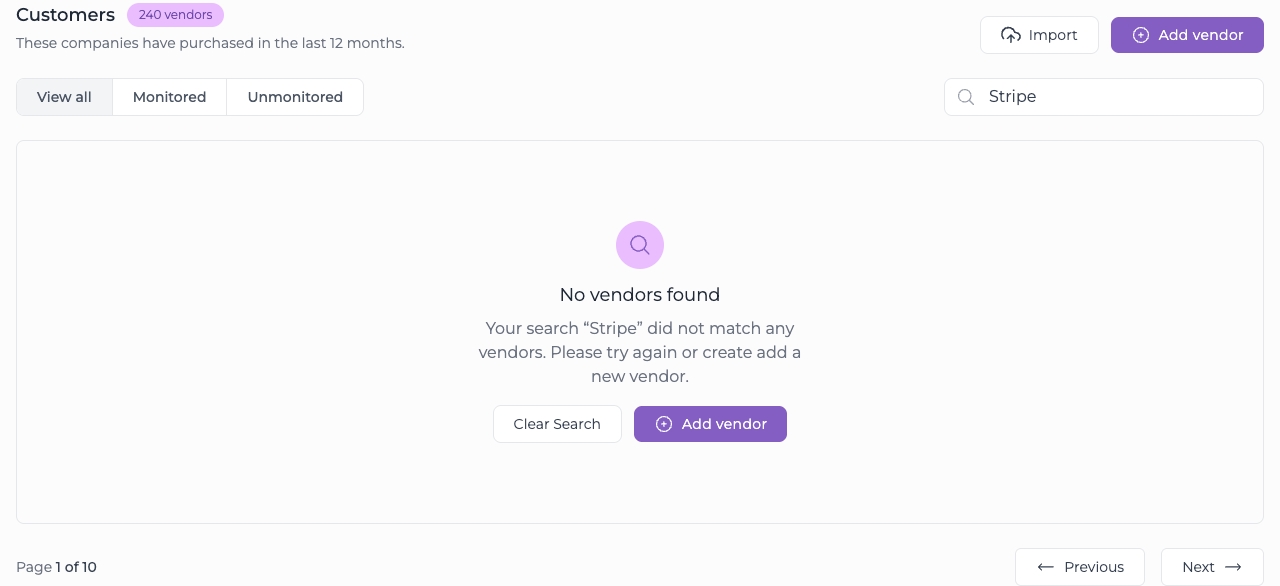 Customers 240 vendors
These companies have purchased in the last 12 months.
Import Add vendor
View all Monitored Unmonitored
Stripe
No vendors found
Your search “Stripe” did not match any
vendors. Please try again or create add a
new vendor.
Clear Search Add vendor
Page 1 of 10
Previous Next